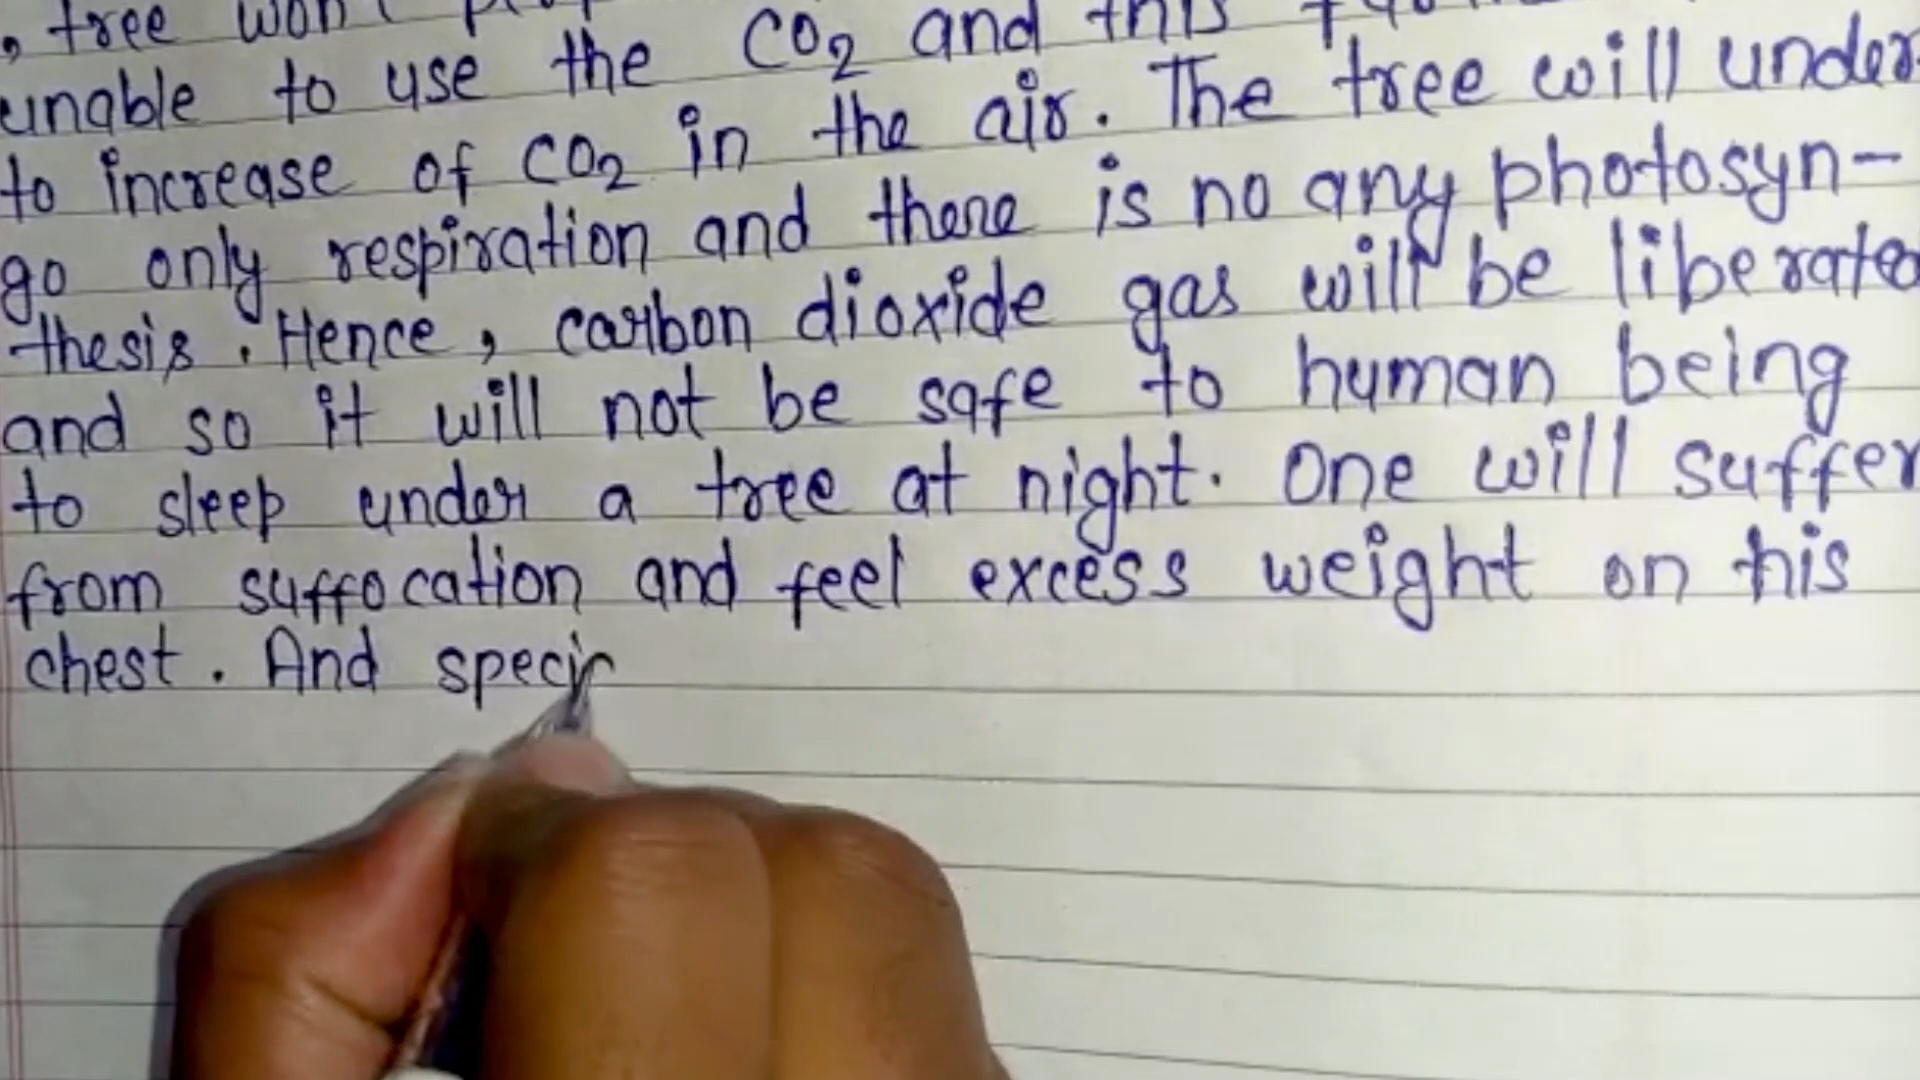 , tree won't
unable to use the CO2 and this
to increase of CO2 in the air. The tree will under-
go only respiration and there is no any photosyn-
thesis. Hence, carbon dioxide gas will be liberated
and so it will not be safe to human being
to sleep under a tree at night. One will suffer
from suffocation and feel excess weight on his
chest. And speci